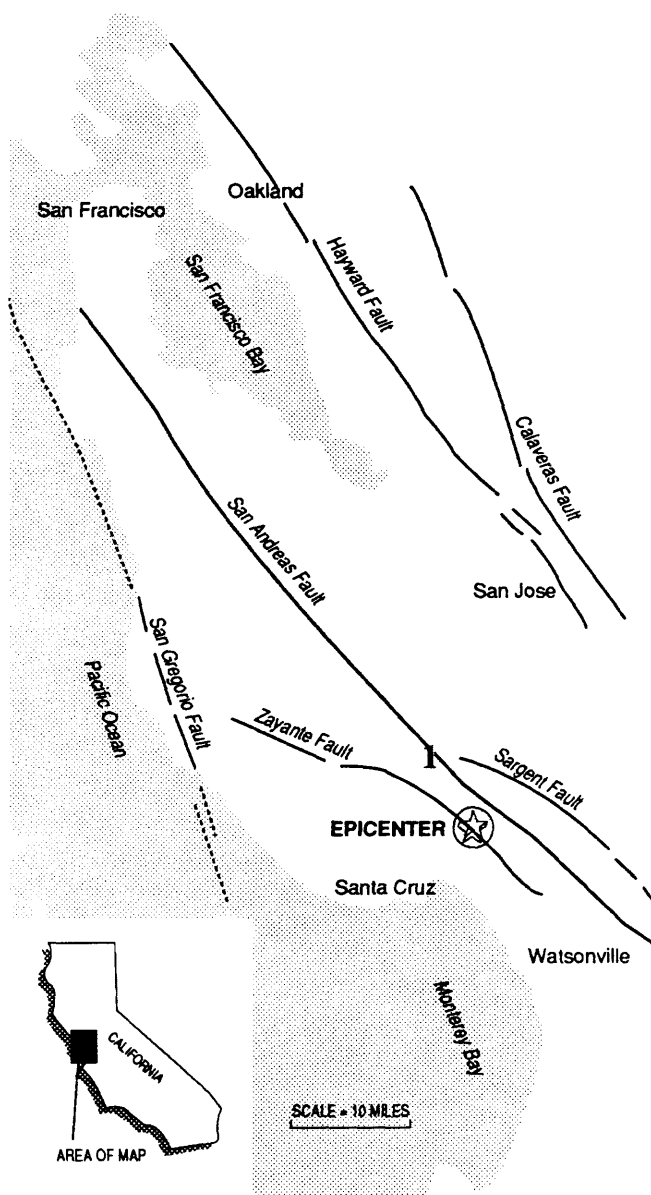 Oakland
San Francisco
Hayward Fault
San Francisco Bay
Calaveras Fault
San Andreas Fault
San Jose
San Gregorio Fault
Pacific Ocean
Zayante Fault
1
Sargent Fault
EPICENTER
Santa Cruz
Watsonville
Monterey Bay
CALIFORNIA
SCALE = 10 MILES
AREA OF MAP